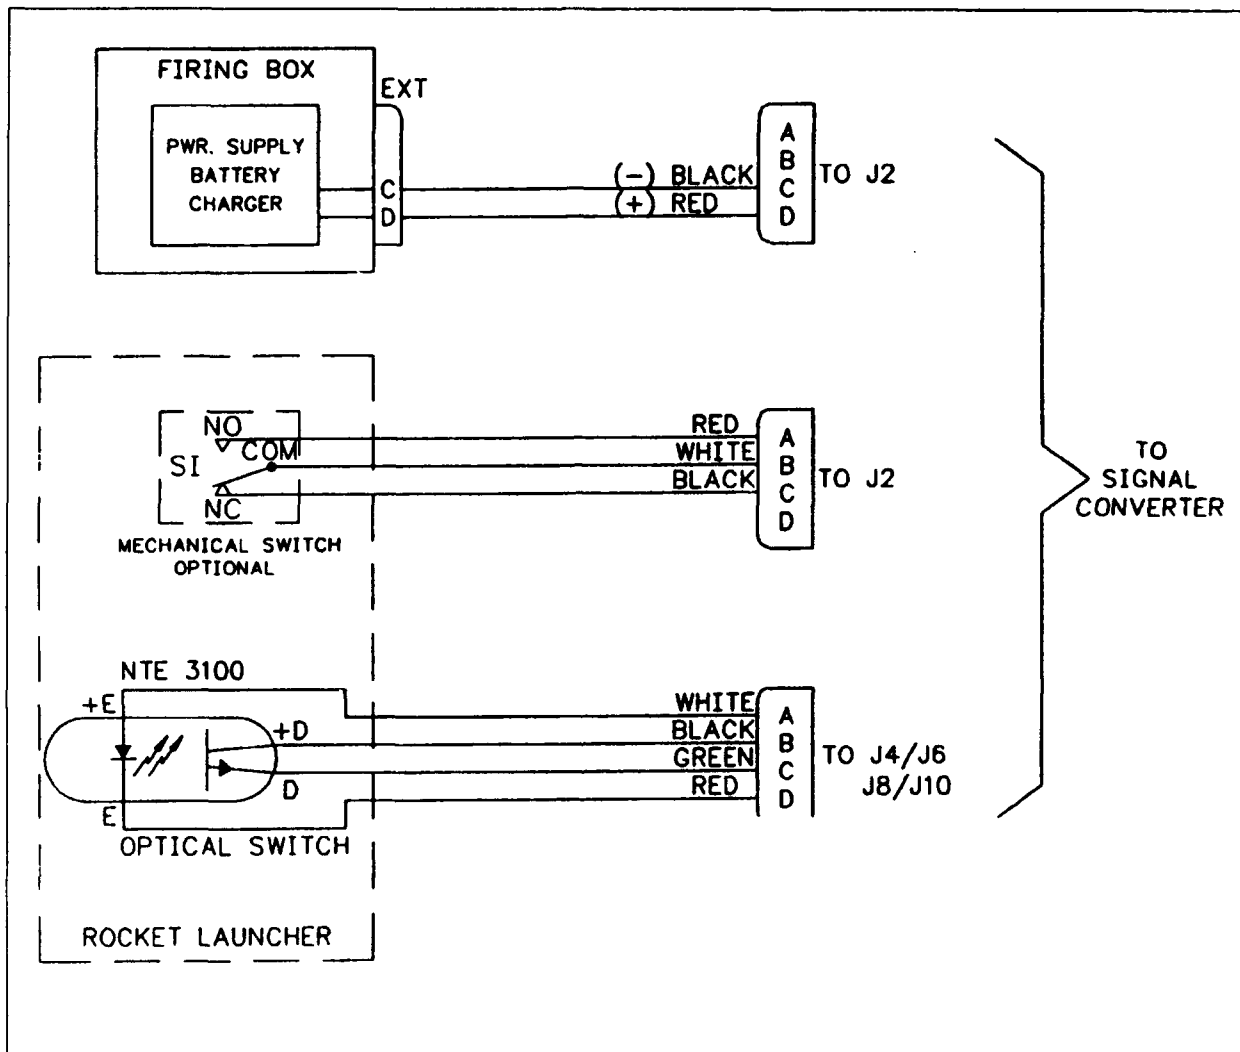 FIRING BOX
EXT
PWR. SUPPLY
BATTERY
CHARGER
C
D
(-) BLACK
(+) RED
A
B
C
D
TO J2
NO
COM
SI
NC
MECHANICAL SWITCH
OPTIONAL
RED
WHITE
BLACK
A
B
C
D
TO J2
TO
SIGNAL
CONVERTER
NTE 3100
+E
+D
D
E
OPTICAL SWITCH
WHITE
BLACK
GREEN
RED
A
B
C
D
TO J4/J6
J8/J10
ROCKET LAUNCHER